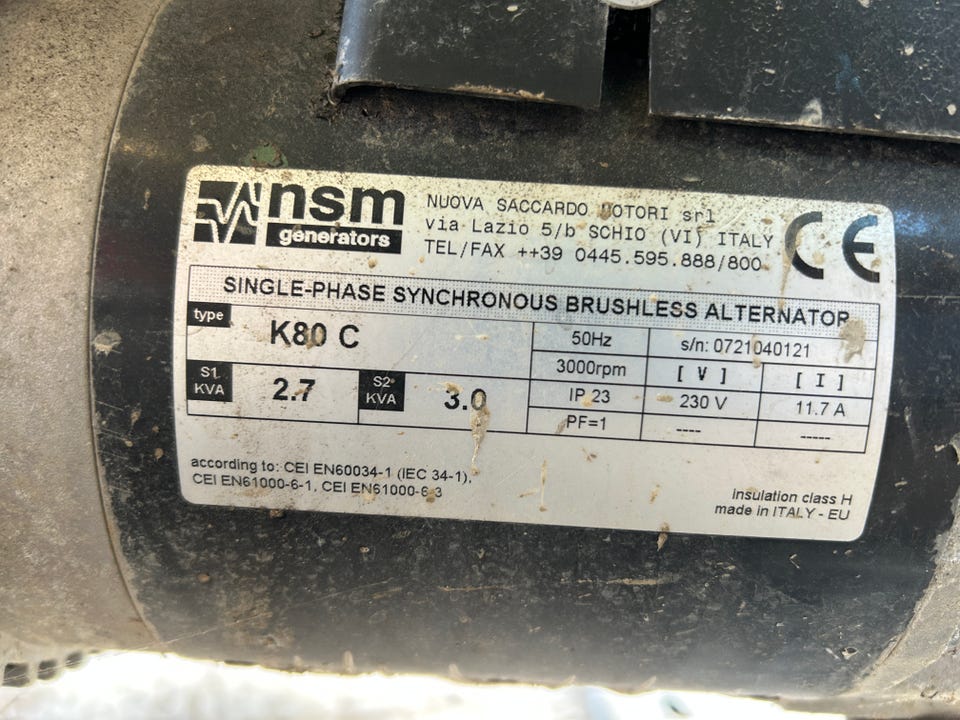 nsm
generators
NUOVA SACCARDO MOTORI srl
via Lazio 5/b SCHIO (VI) ITALY
TEL/FAX ++39 0445.595.888/800
CE
SINGLE-PHASE SYNCHRONOUS BRUSHLESS ALTERNATOR
type K80 C
50Hz s/n: 0721040121
3000rpm [ V ] [ I ]
S1 KVA 2.7 S2 KVA 3.0
IP 23 230 V 11.7 A
PF=1 ---- -----
according to: CEI EN60034-1 (IEC 34-1),
CEI EN61000-6-1, CEI EN61000-6-3
insulation class H
made in ITALY - EU